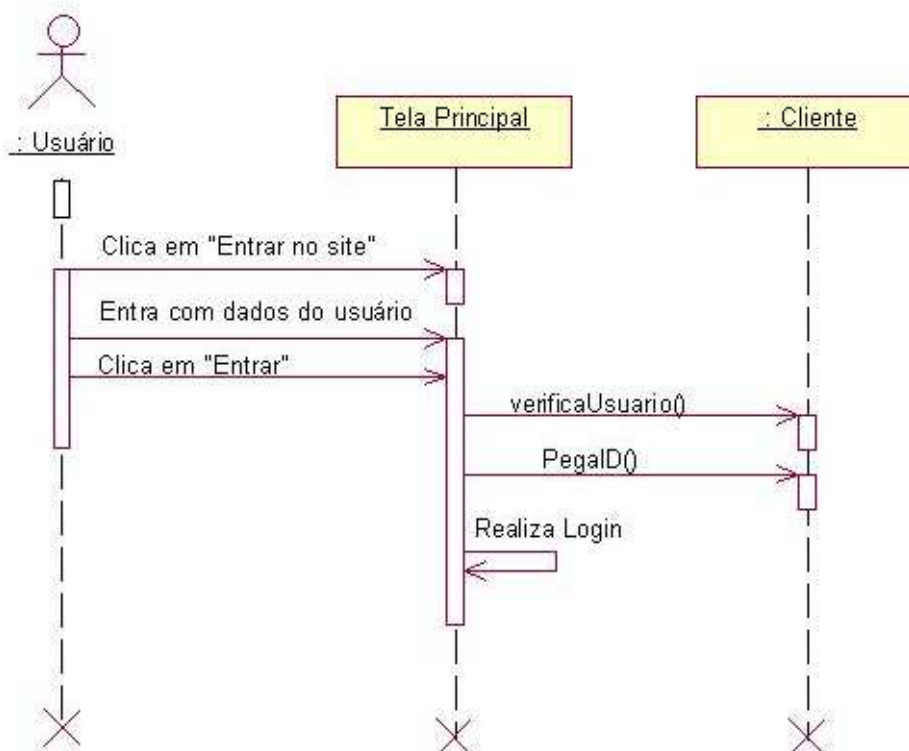 : Usuário
Tela Principal
: Cliente
Clica em "Entrar no site"
Entra com dados do usuário
Clica em "Entrar"
verificaUsuario()
PegaID()
Realiza Login